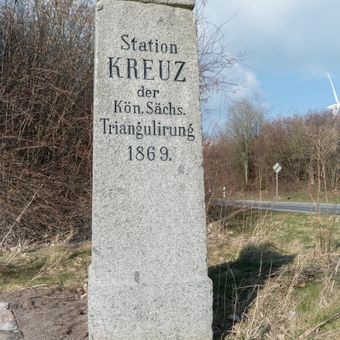 Station
KREUZ
der
Kön. Sächs.
Triangulirung
1869.